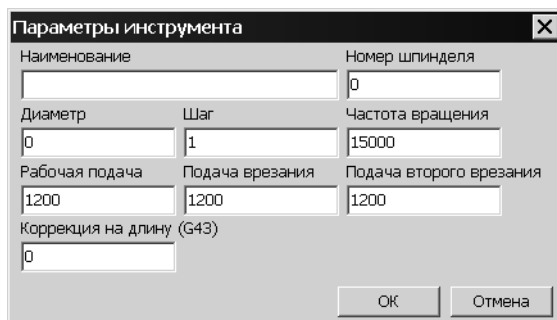 Параметры инструмента
Наименование Номер шпинделя
0
Диаметр Шаг Частота вращения
0 1 15000
Рабочая подача Подача врезания Подача второго врезания
1200 1200 1200
Коррекция на длину (G43)
0
ОК Отмена